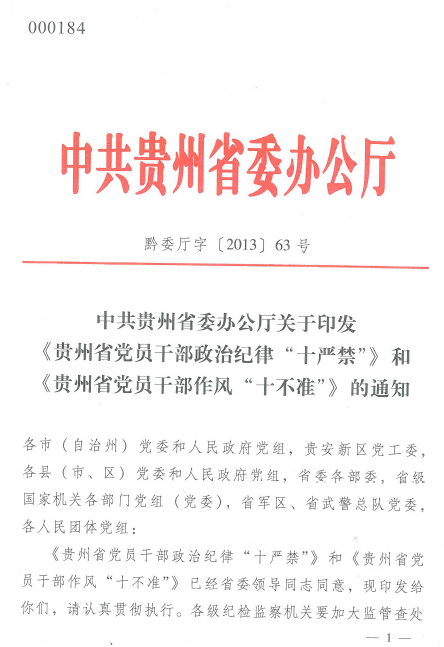 000184
中共贵州省委办公厅
黔委厅字〔2013〕63号
中共贵州省委办公厅关于印发
《贵州省党员干部政治纪律“十严禁”》和
《贵州省党员干部作风“十不准”》的通知
各市（自治州）党委和人民政府党组，贵安新区党工委，
各县（市、区）党委和人民政府党组，省委各部委，省级
国家机关各部门党组（党委），省军区、省武警总队党委，
各人民团体党组：
《贵州省党员干部政治纪律“十严禁”》和《贵州省党
员干部作风“十不准”》已经省委领导同志同意，现印发给
你们，请认真贯彻执行。各级纪检监察机关要加大监管查处
— 1 —